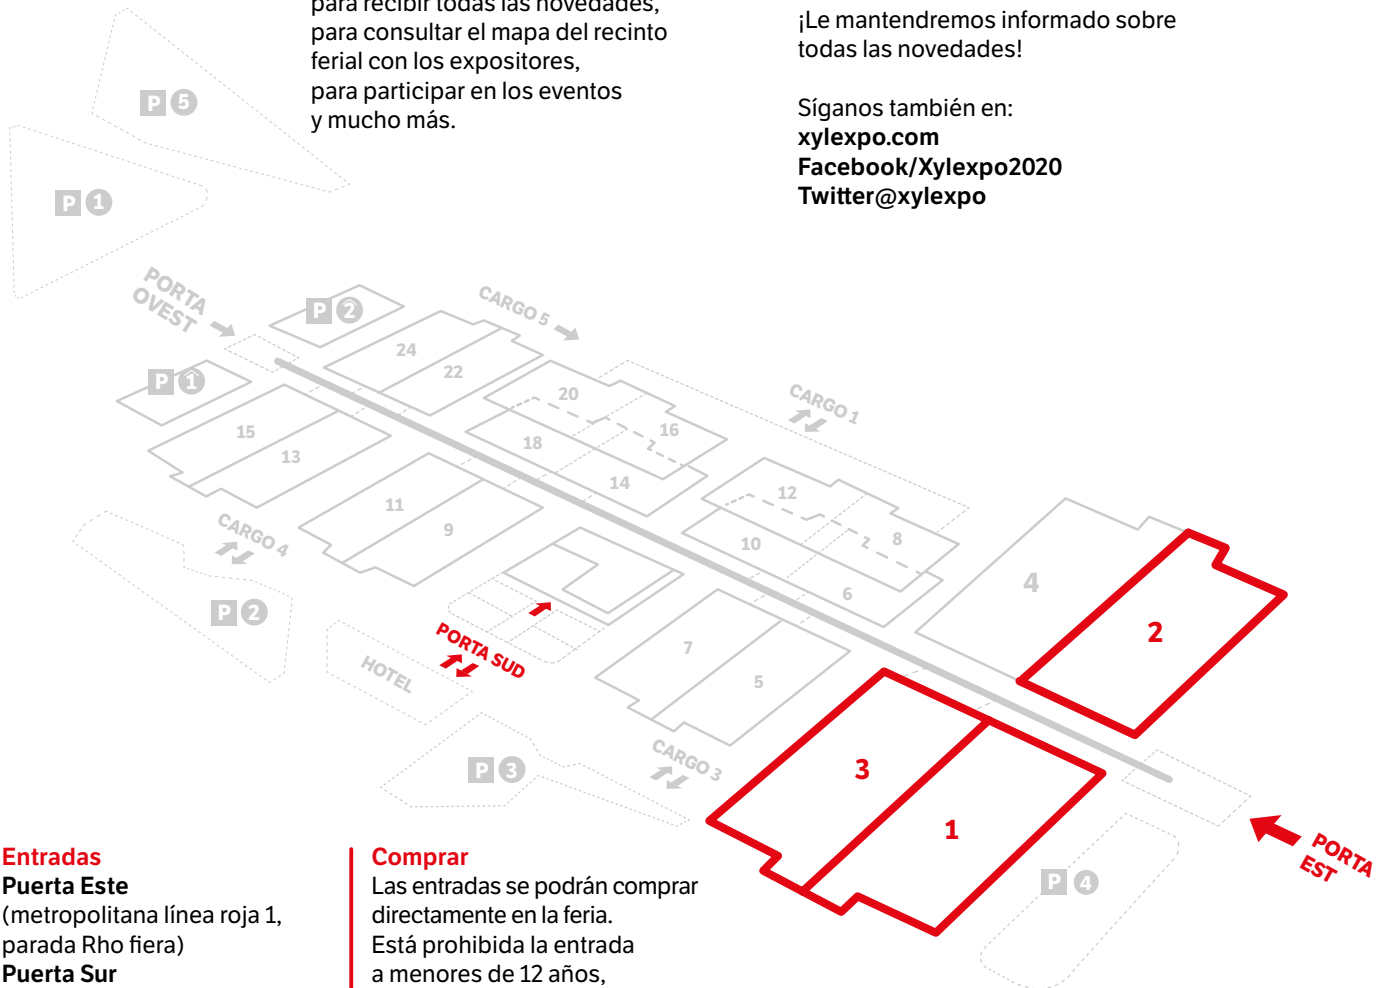 para recibir todas las novedades,
para consultar el mapa del recinto
ferial con los expositores,
para participar en los eventos
y mucho más.
¡Le mantendremos informado sobre
todas las novedades!
Síganos también en:
xylexpo.com
Facebook/Xylexpo2020
Twitter@xylexpo
P 5
P 1
PORTA
OVEST
P 2
CARGO 5
24
22
P 1
20
CARGO 1
16
18
15
13
14
12
11
9
10
8
CARGO 4
6
4
2
P 2
PORTA SUD
HOTEL
7
5
CARGO 3
P 3
3
1
PORTA
EST
P 4
Entradas
Puerta Este
(metropolitana línea roja 1,
parada Rho fiera)
Puerta Sur
Comprar
Las entradas se podrán comprar
directamente en la feria.
Está prohibida la entrada
a menores de 12 años,